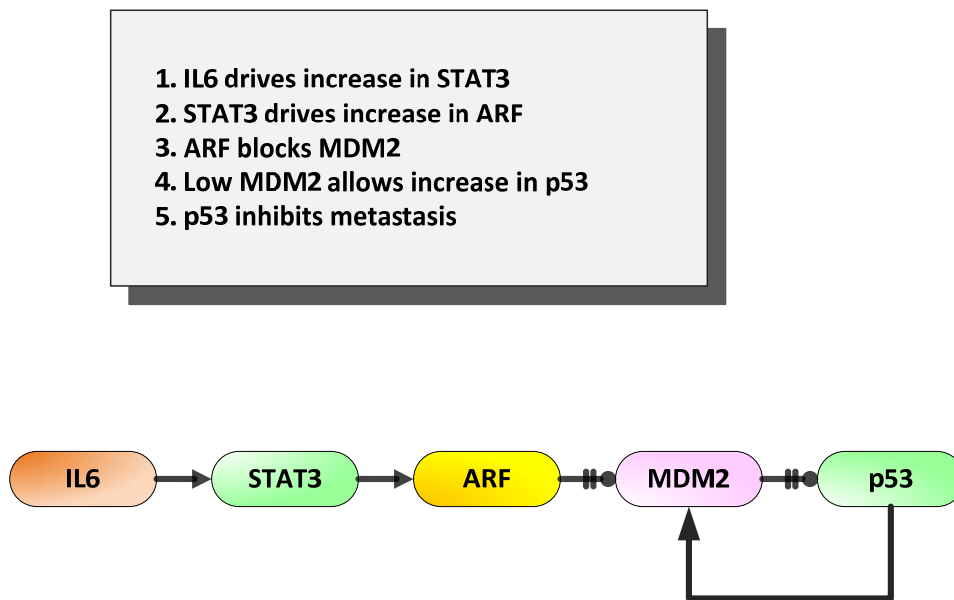 1. IL6 drives increase in STAT3
2. STAT3 drives increase in ARF
3. ARF blocks MDM2
4. Low MDM2 allows increase in p53
5. p53 inhibits metastasis
IL6 STAT3 ARF MDM2 p53